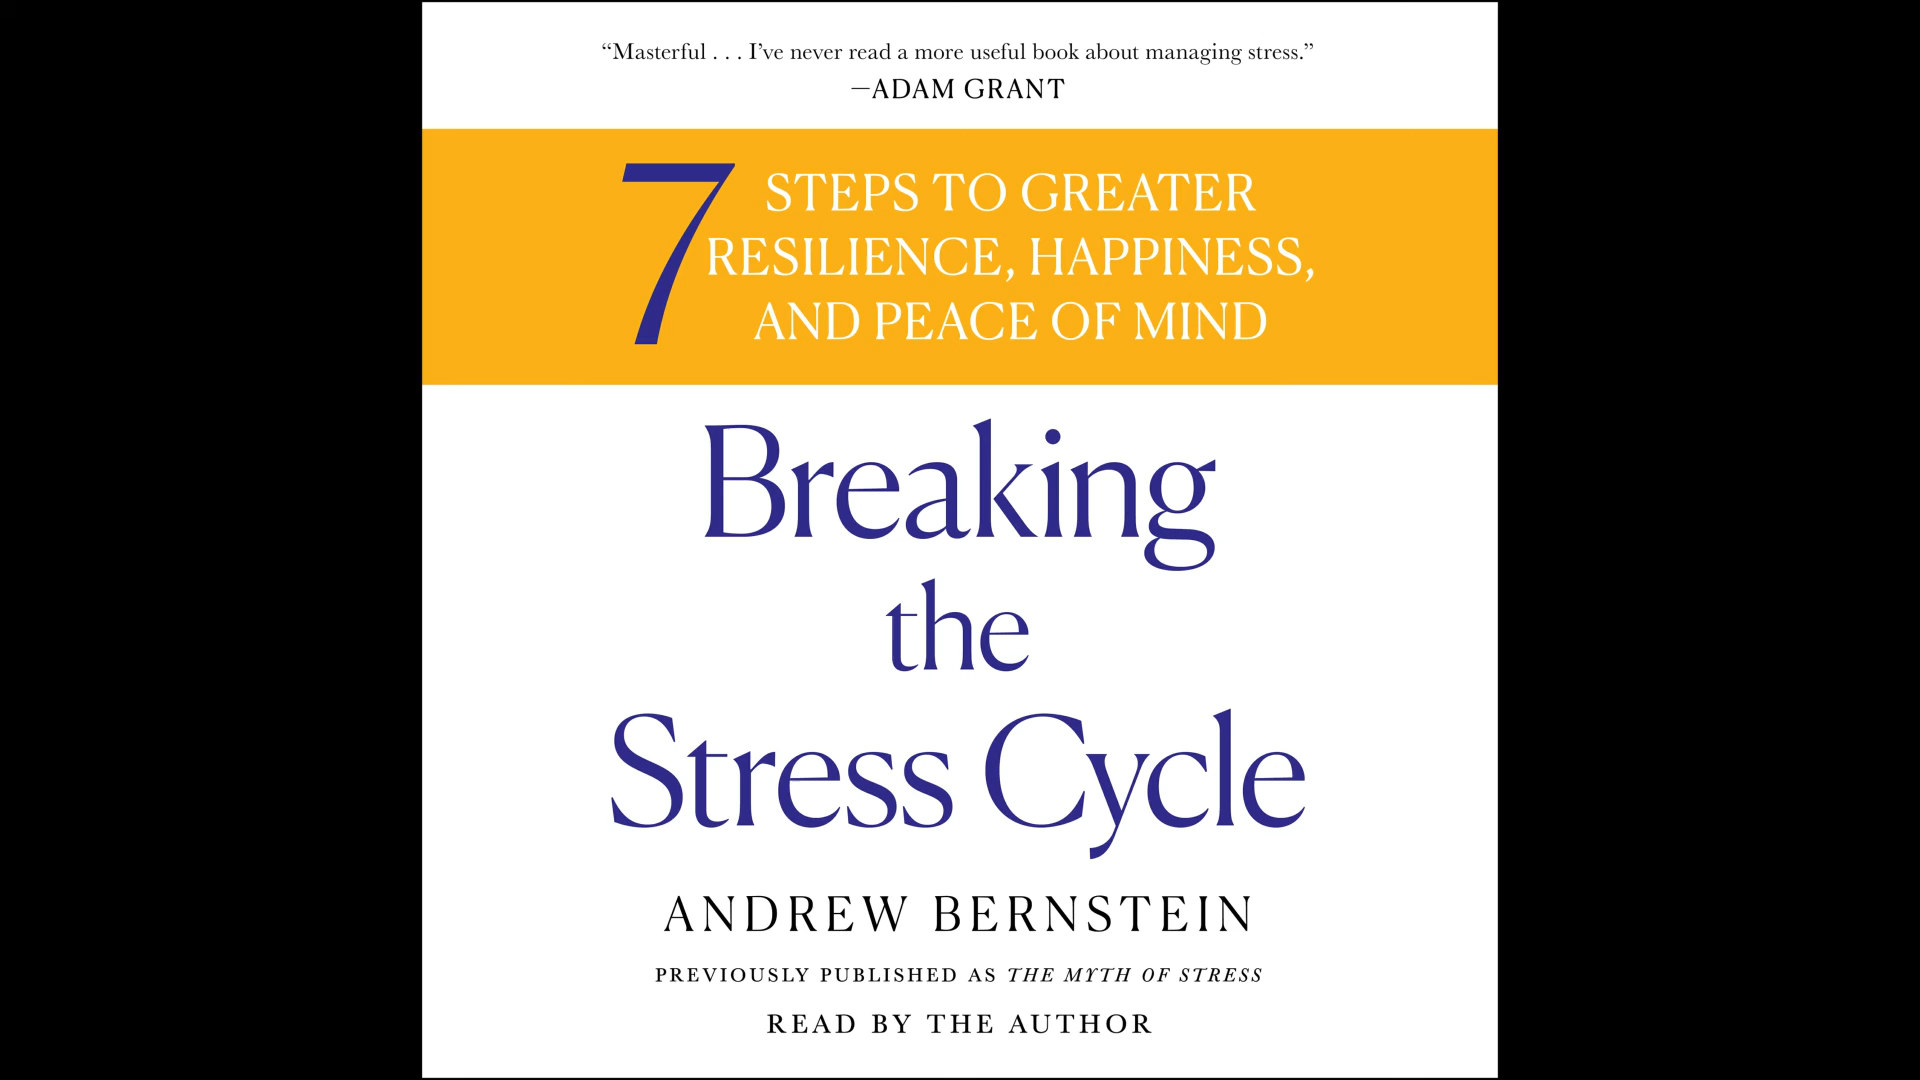 “Masterful . . . I’ve never read a more useful book about managing stress.”
—ADAM GRANT
7 STEPS TO GREATER
RESILIENCE, HAPPINESS,
AND PEACE OF MIND
Breaking
the
Stress Cycle
ANDREW BERNSTEIN
PREVIOUSLY PUBLISHED AS THE MYTH OF STRESS
READ BY THE AUTHOR